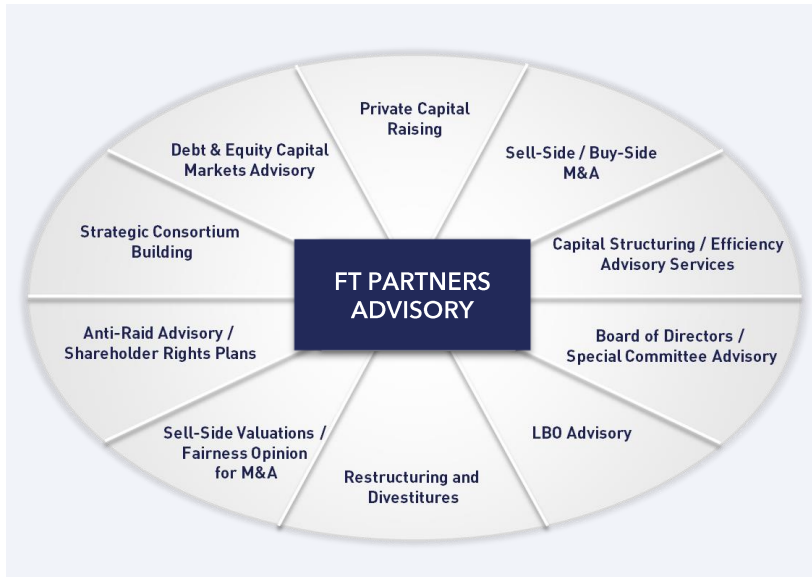 Private Capital
Raising
Sell-Side / Buy-Side
M&A
Capital Structuring / Efficiency
Advisory Services
Board of Directors /
Special Committee Advisory
LBO Advisory
Restructuring and
Divestitures
Sell-Side Valuations /
Fairness Opinion
for M&A
Anti-Raid Advisory /
Shareholder Rights Plans
Strategic Consortium
Building
Debt & Equity Capital
Markets Advisory
FT PARTNERS
ADVISORY